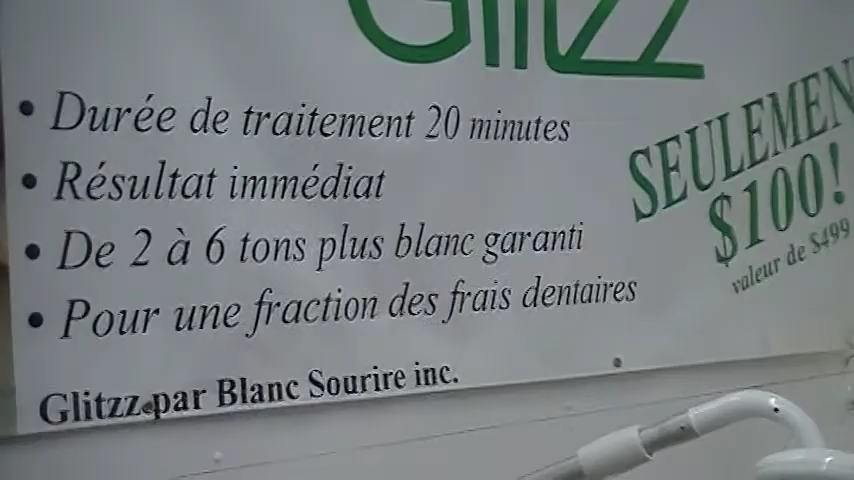 Glitzz
• Durée de traitement 20 minutes
• Résultat immédiat
• De 2 à 6 tons plus blanc garanti
• Pour une fraction des frais dentaires
SEULEMEN
$100!
valeur de $499
Glitzz par Blanc Sourire inc.